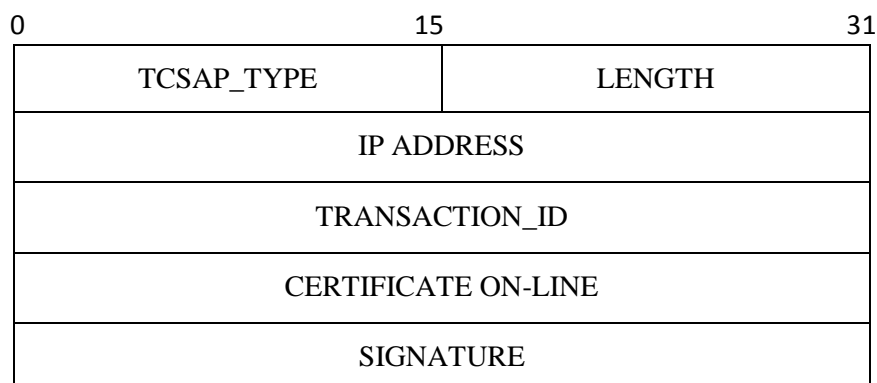 0 15 31
TCSAP_TYPE LENGTH
IP ADDRESS
TRANSACTION_ID
CERTIFICATE ON-LINE
SIGNATURE